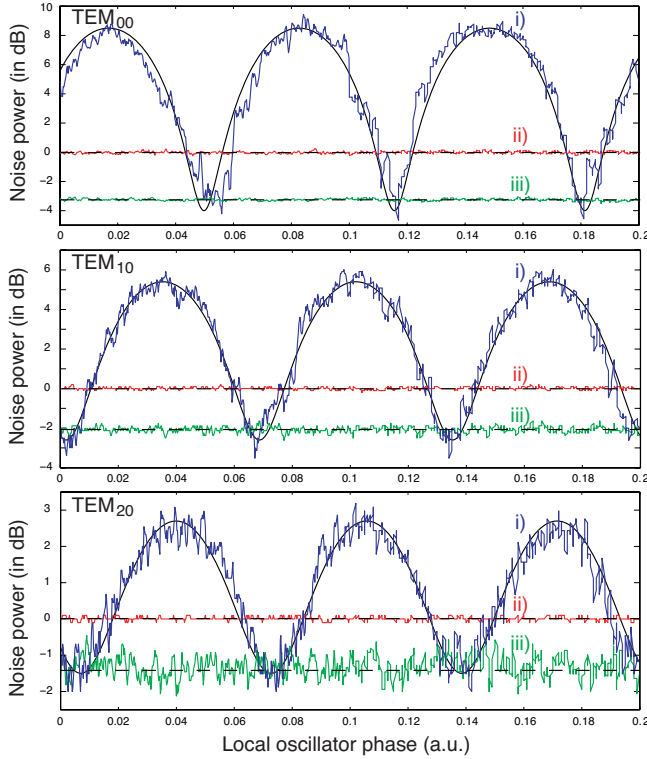 TEM00
i)
ii)
iii)
Noise power (in dB)
10
8
6
4
2
0
−2
−4
0 0.02 0.04 0.06 0.08 0.1 0.12 0.14 0.16 0.18 0.2
TEM10
i)
ii)
iii)
Noise power (in dB)
6
4
2
0
−2
−4
0 0.02 0.04 0.06 0.08 0.1 0.12 0.14 0.16 0.18 0.2
TEM20
i)
ii)
iii)
Noise power (in dB)
3
2
1
0
−1
−2
0 0.02 0.04 0.06 0.08 0.1 0.12 0.14 0.16 0.18 0.2
Local oscillator phase (a.u.)